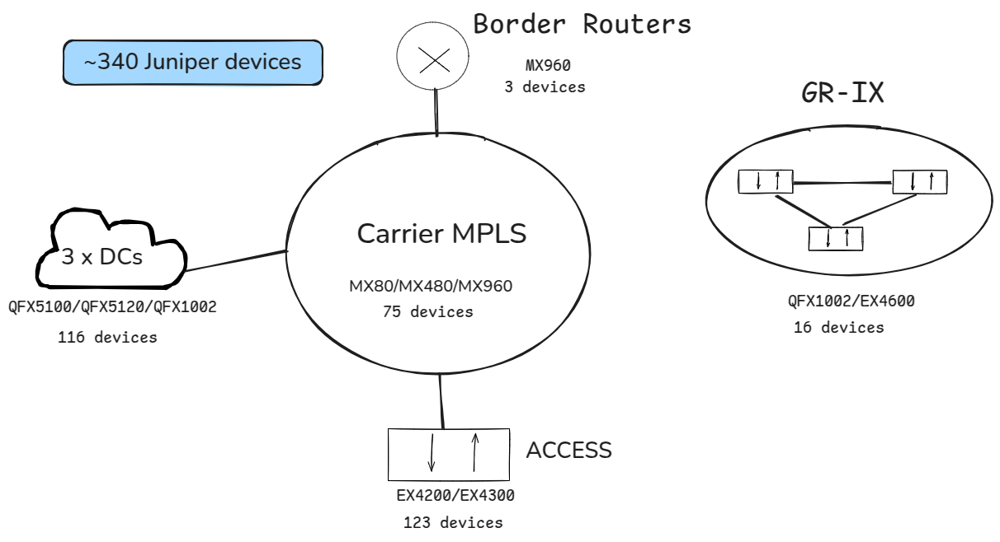 Border Routers
MX960
3 devices
~340 Juniper devices
GR-IX
QFX1002/EX4600
16 devices
3 x DCs
QFX5100/QFX5120/QFX1002
116 devices
Carrier MPLS
MX80/MX480/MX960
75 devices
ACCESS
EX4200/EX4300
123 devices